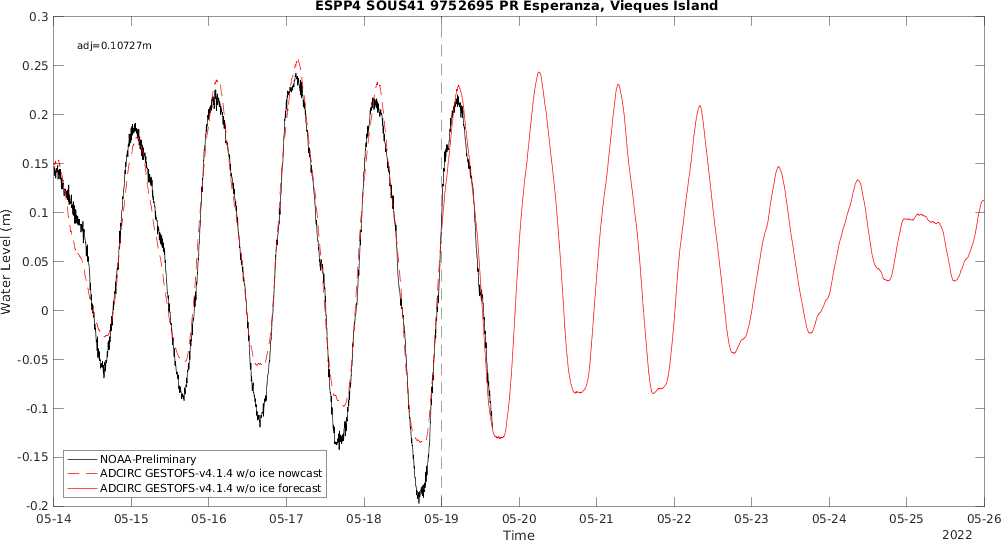 ESPP4 SOUS41 9752695 PR Esperanza, Vieques Island
adj=0.10727m
0.3
0.25
0.2
0.15
0.1
0.05
0
-0.05
-0.1
-0.15
-0.2
Water Level (m)
NOAA-Preliminary
ADCIRC GESTOFS-v4.1.4 w/o ice nowcast
ADCIRC GESTOFS-v4.1.4 w/o ice forecast
05-14 05-15 05-16 05-17 05-18 05-19 05-20 05-21 05-22 05-23 05-24 05-25 05-26
Time
2022